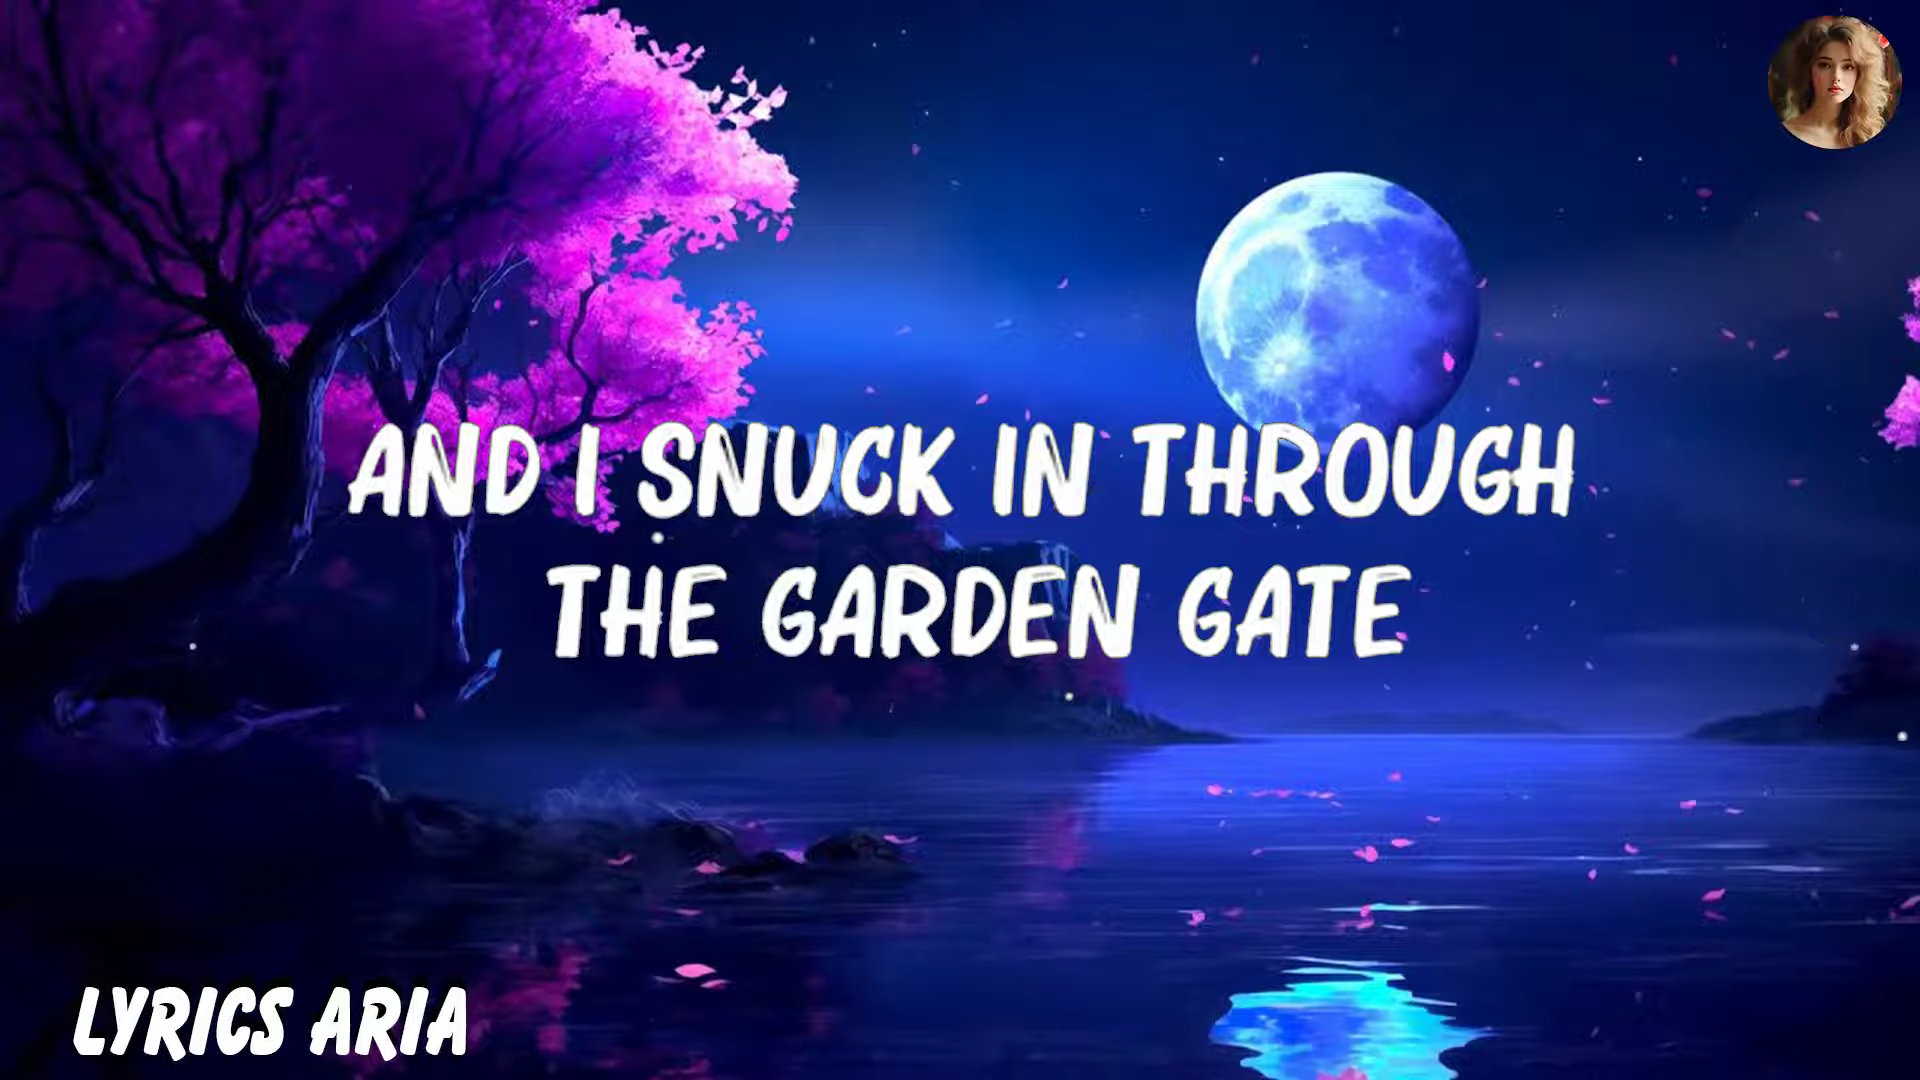 AND I SNUCK IN THROUGH
THE GARDEN GATE
LYRICS ARIA